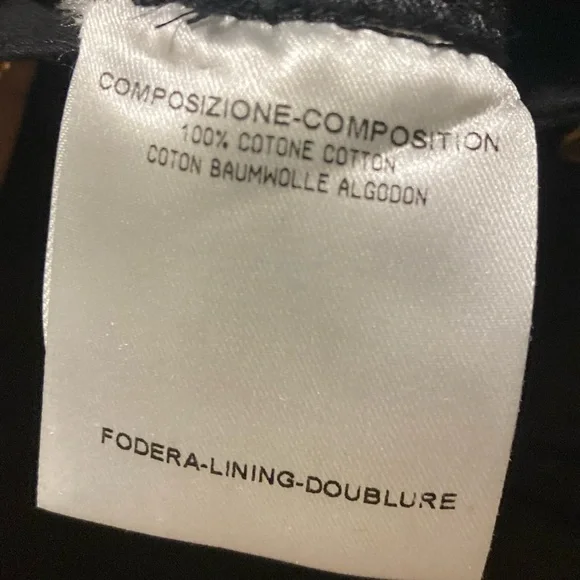 COMPOSIZIONE-COMPOSITION
100% COTONE COTTON
COTON BAUMWOLLE ALGODON
FODERA-LINING-DOUBLURE